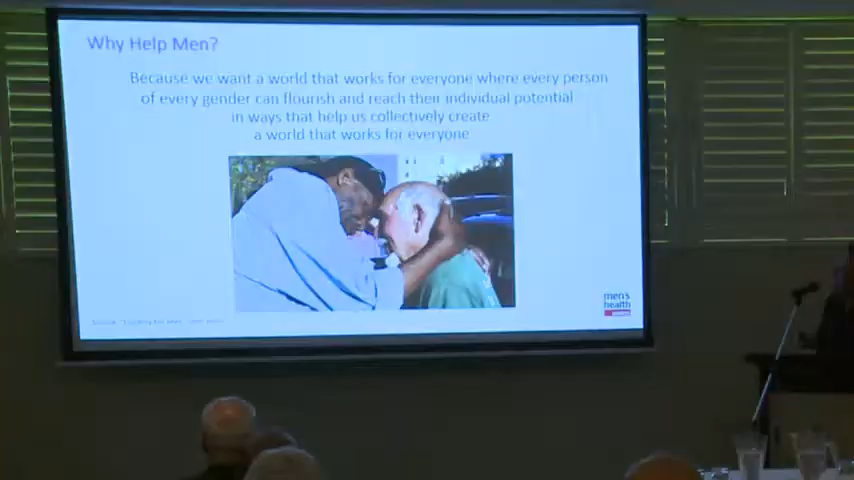 Why Help Men?
Because we want a world that works for everyone where every person
of every gender can flourish and reach their individual potential
in ways that help us collectively create
a world that works for everyone
men's
health